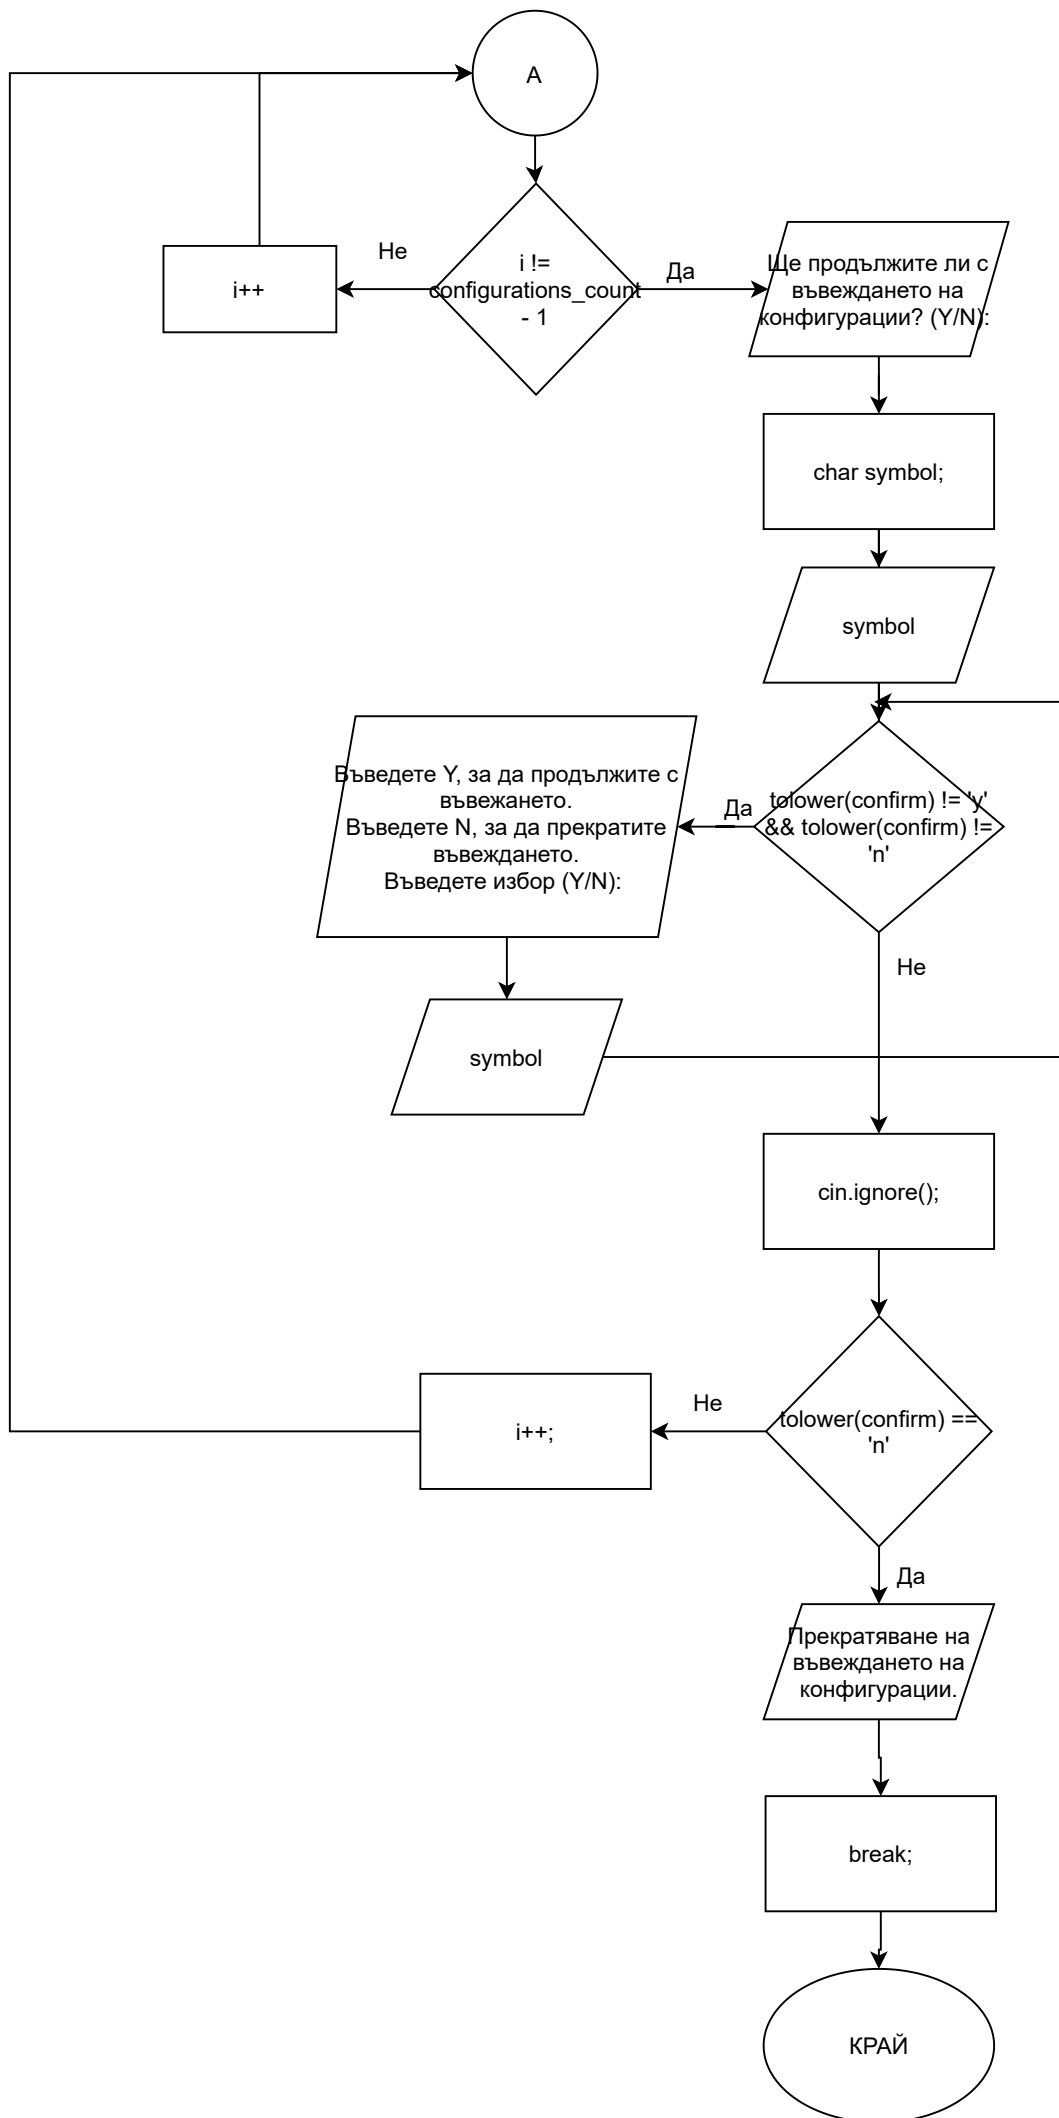 A
i !=
configurations_count
- 1
Не
i++
Да
Ще продължите ли с
въвеждането на
конфигурации? (Y/N):
char symbol;
symbol
tolower(confirm) != 'y'
&& tolower(confirm) !=
'n'
Да
Въведете Y, за да продължите с
въвежането.
Въведете N, за да прекратите
въвеждането.
Въведете избор (Y/N):
symbol
Не
cin.ignore();
tolower(confirm) ==
'n'
Не
i++;
Да
Прекратяване на
въвеждането на
конфигурации.
break;
КРАЙ